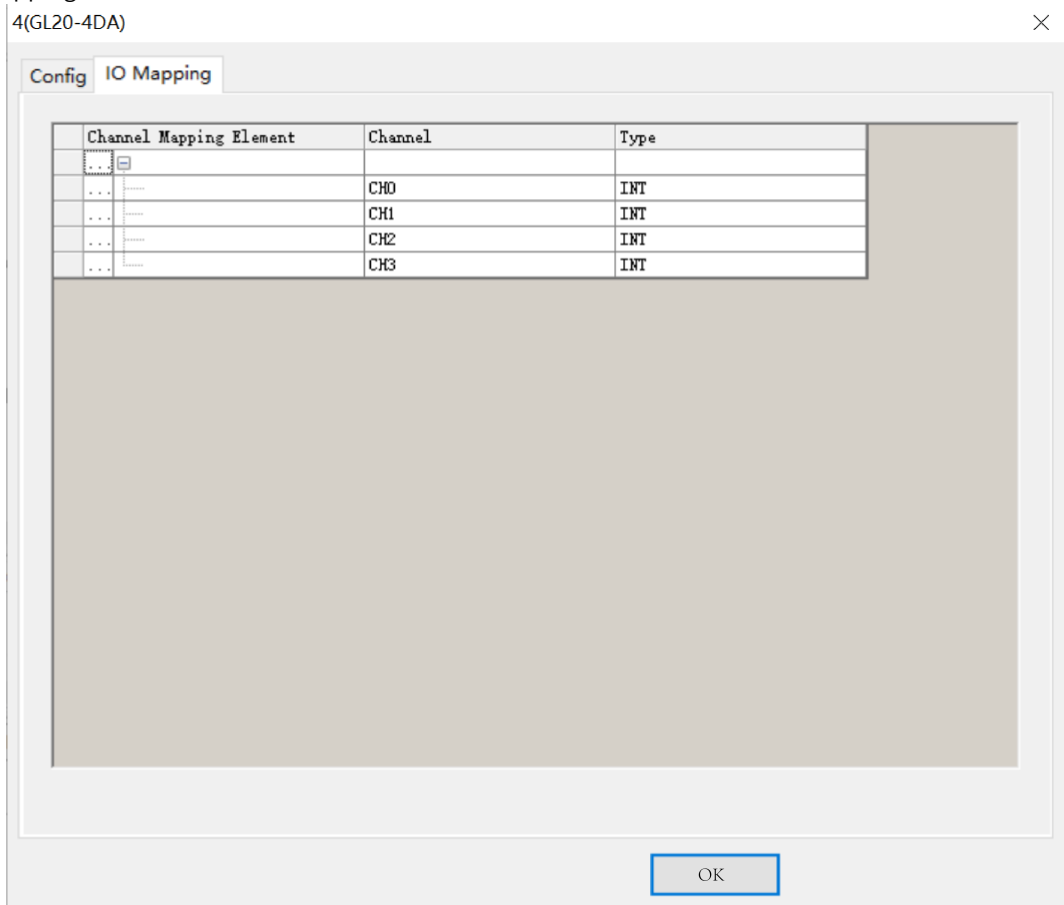 4(GL20-4DA)
Config IO Mapping
Channel Mapping Element Channel Type
...
... CH0 INT
... CH1 INT
... CH2 INT
... CH3 INT
OK